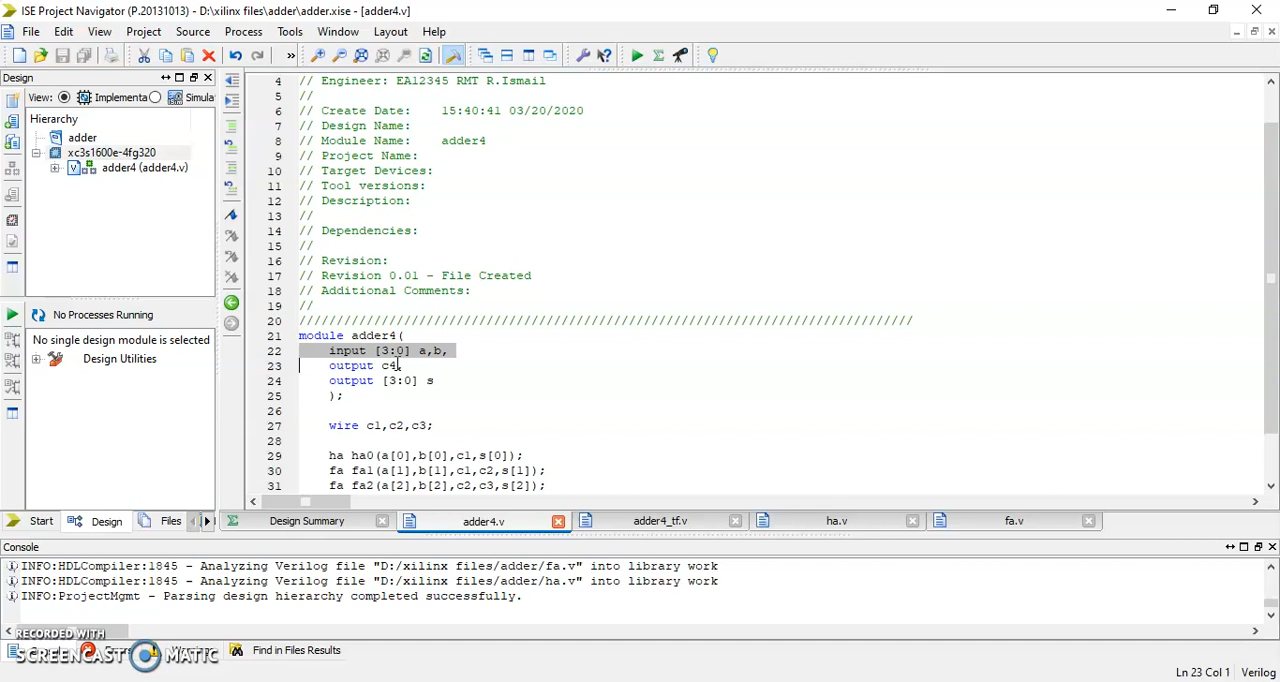 ISE Project Navigator (P.20131013) - D:\xilinx files\adder\adder.xise - [adder4.v]
File Edit View Project Source Process Tools Window Layout Help
Design
View: Implementa Simula
Hierarchy
adder
xc3s1600e-4fg320
adder4 (adder4.v)
No Processes Running
No single design module is selected
Design Utilities
Start Design Files
4 // Engineer: EA12345 RMT R.Ismail
5 //
6 // Create Date: 15:40:41 03/20/2020
7 // Design Name:
8 // Module Name: adder4
9 // Project Name:
10 // Target Devices:
11 // Tool versions:
12 // Description:
13 //
14 // Dependencies:
15 //
16 // Revision:
17 // Revision 0.01 - File Created
18 // Additional Comments:
19 //
20 //////////////////////////////////////////////////////////////////////////////////
21 module adder4(
22 input [3:0] a,b,
23 output c4,
24 output [3:0] s
25 );
26
27 wire c1,c2,c3;
28
29 ha ha0(a[0],b[0],c1,s[0]);
30 fa fa1(a[1],b[1],c1,c2,s[1]);
31 fa fa2(a[2],b[2],c2,c3,s[2]);
Design Summary adder4.v adder4_tf.v ha.v fa.v
Console
INFO:HDLCompiler:1845 - Analyzing Verilog file "D:/xilinx files/adder/fa.v" into library work
INFO:HDLCompiler:1845 - Analyzing Verilog file "D:/xilinx files/adder/ha.v" into library work
INFO:ProjectMgmt - Parsing design hierarchy completed successfully.
RECORDED WITH
SCREENCAST MATIC
Find in Files Results
Ln 23 Col 1 Verilog